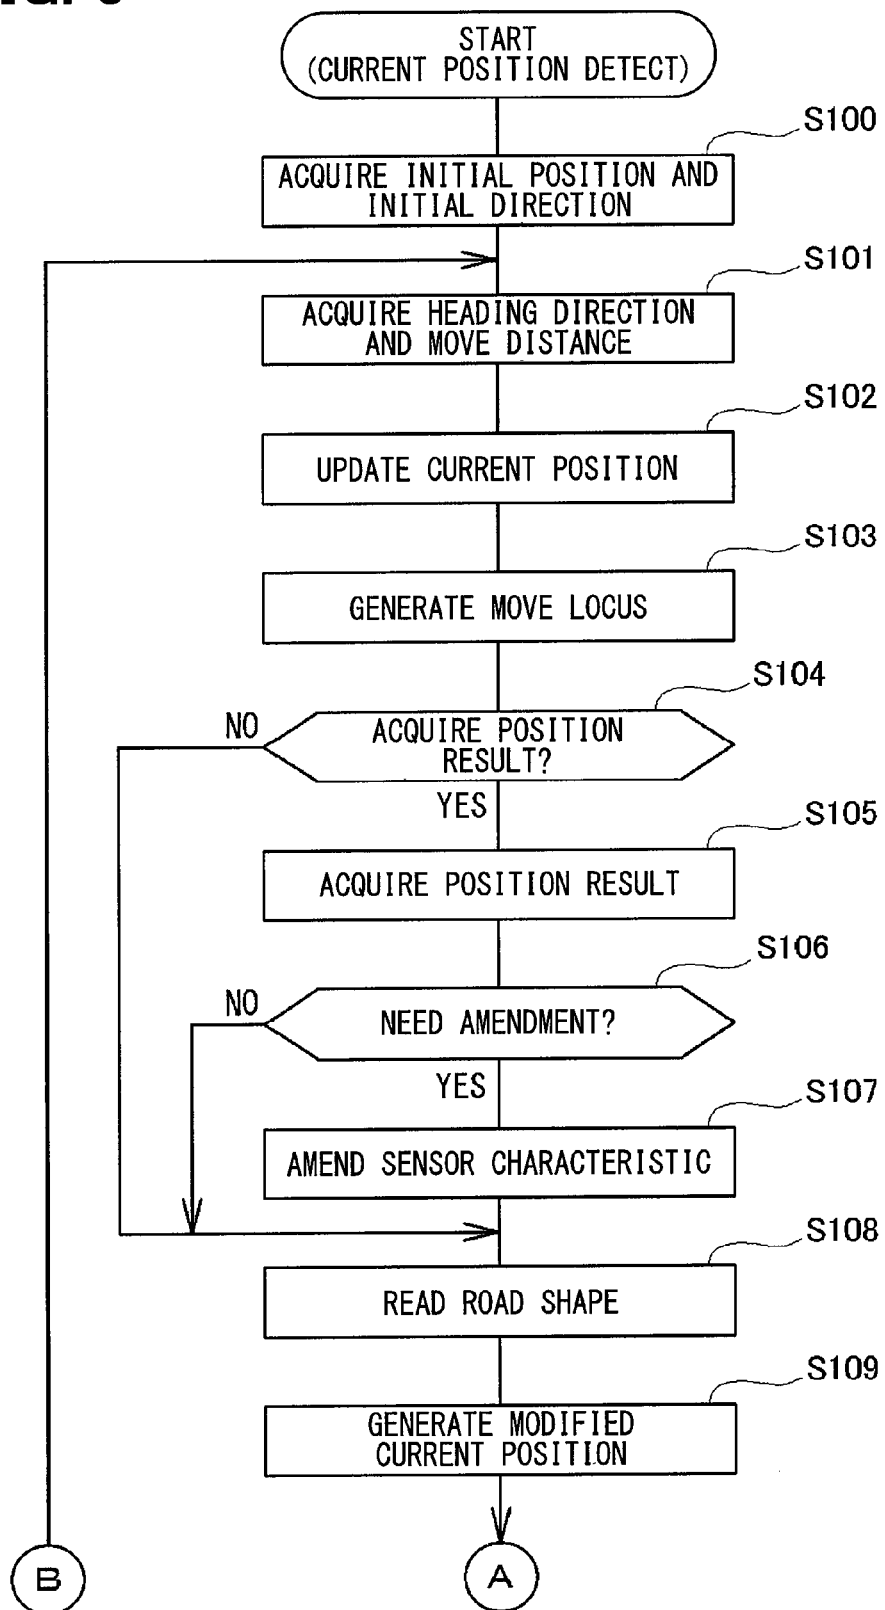 START
(CURRENT POSITION DETECT)
S100
ACQUIRE INITIAL POSITION AND
INITIAL DIRECTION
S101
ACQUIRE HEADING DIRECTION
AND MOVE DISTANCE
S102
UPDATE CURRENT POSITION
S103
GENERATE MOVE LOCUS
S104
NO
ACQUIRE POSITION
RESULT?
YES
S105
ACQUIRE POSITION RESULT
S106
NO
NEED AMENDMENT?
YES
S107
AMEND SENSOR CHARACTERISTIC
S108
READ ROAD SHAPE
S109
GENERATE MODIFIED
CURRENT POSITION
B
A